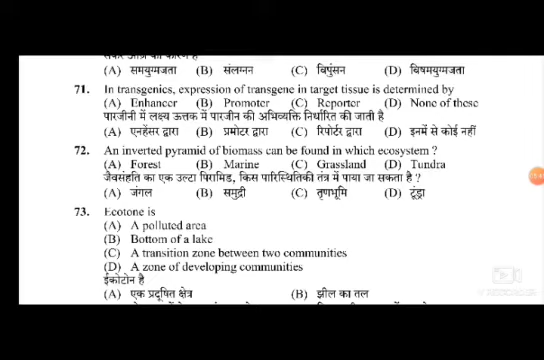 (A) समयुग्मजता (B) संलग्नन (C) विपुंसन (D) विषमयुग्मजता
71. In transgenics, expression of transgene in target tissue is determined by
(A) Enhancer (B) Promoter (C) Reporter (D) None of these
पारजीनी में लक्ष्य ऊत्तक में पारजीन की अभिव्यक्ति निर्धारित की जाती है
(A) एनहेंसर द्वारा (B) प्रमोटर द्वारा (C) रिपोर्टर द्वारा (D) इनमें से कोई नहीं
72. An inverted pyramid of biomass can be found in which ecosystem ?
(A) Forest (B) Marine (C) Grassland (D) Tundra
जैवसंहति का एक उल्टा पिरामिड, किस पारिस्थितिकी तंत्र में पाया जा सकता है ?
(A) जंगल (B) समुद्री (C) तृणभूमि (D) टूंड्रा
73. Ecotone is
(A) A polluted area
(B) Bottom of a lake
(C) A transition zone between two communities
(D) A zone of developing communities
ईकोटोन है
(A) एक प्रदूषित क्षेत्र (B) झील का तल